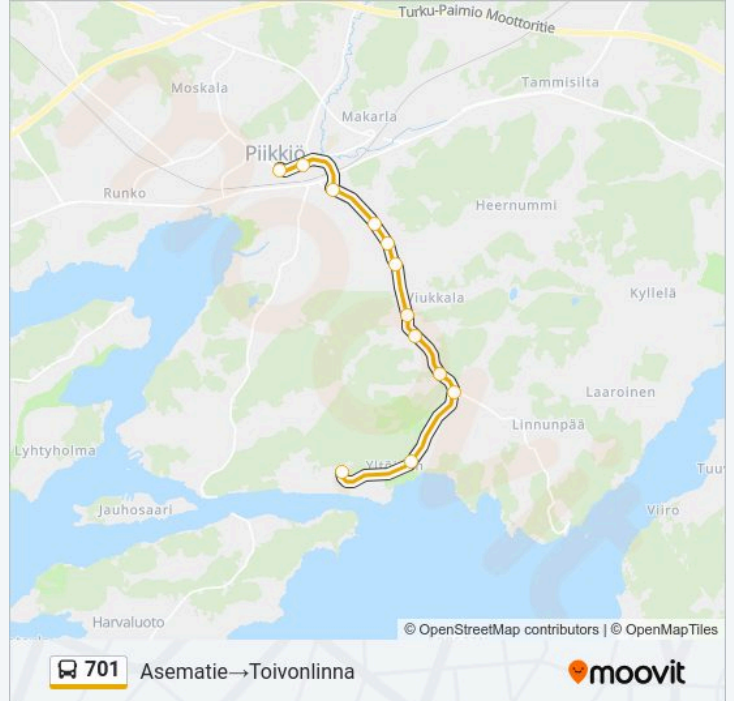 Turku-Paimio Moottoritie
Moskala
Tammisilta
Makarla
Piikkiö
Runko
Heernummi
Viukkala
Kyllelä
Laaroinen
Linnunpää
Lyhtyholma
Jauhosaari
Viiro
Harvaluoto
© OpenStreetMap contributors | © OpenMapTiles
701 Asematie→Toivonlinna
moovit